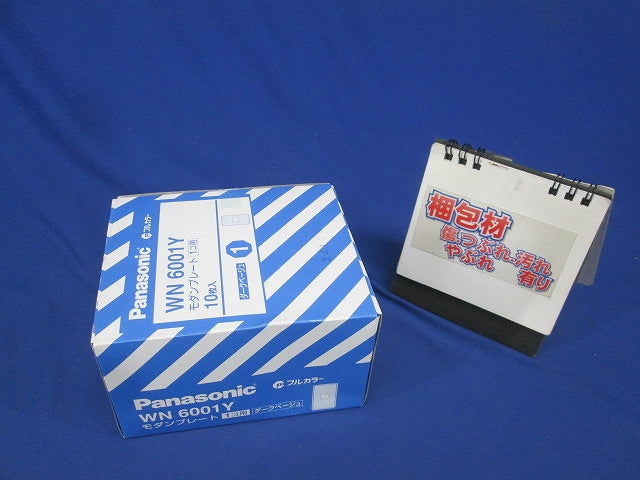 Panasonic
フルカラー
WN 6001Y
モダンプレート 1コ用
10枚入
1
ダークベージュ
Panasonic
フルカラー
WN 6001Y
モダンプレート 1コ用 ダークベージュ
梱包材
傷つぶれ、汚れ
やぶれ 有り